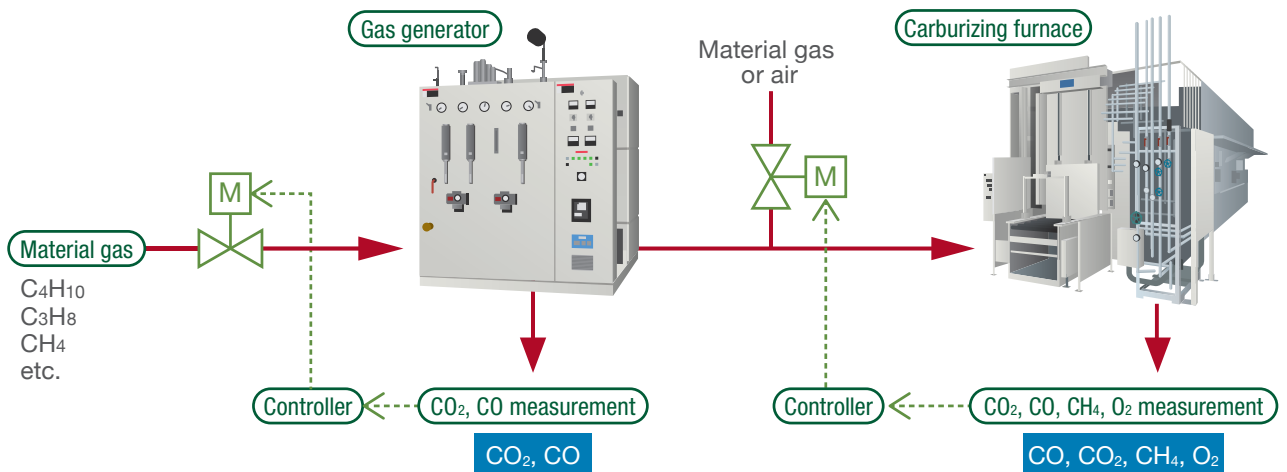 Gas generator
Carburizing furnace
Material gas
or air
M
M
Material gas
C₄H₁₀
C₃H₈
CH₄
etc.
Controller
CO₂, CO measurement
Controller
CO₂, CO, CH₄, O₂ measurement
CO₂, CO
CO, CO₂, CH₄, O₂